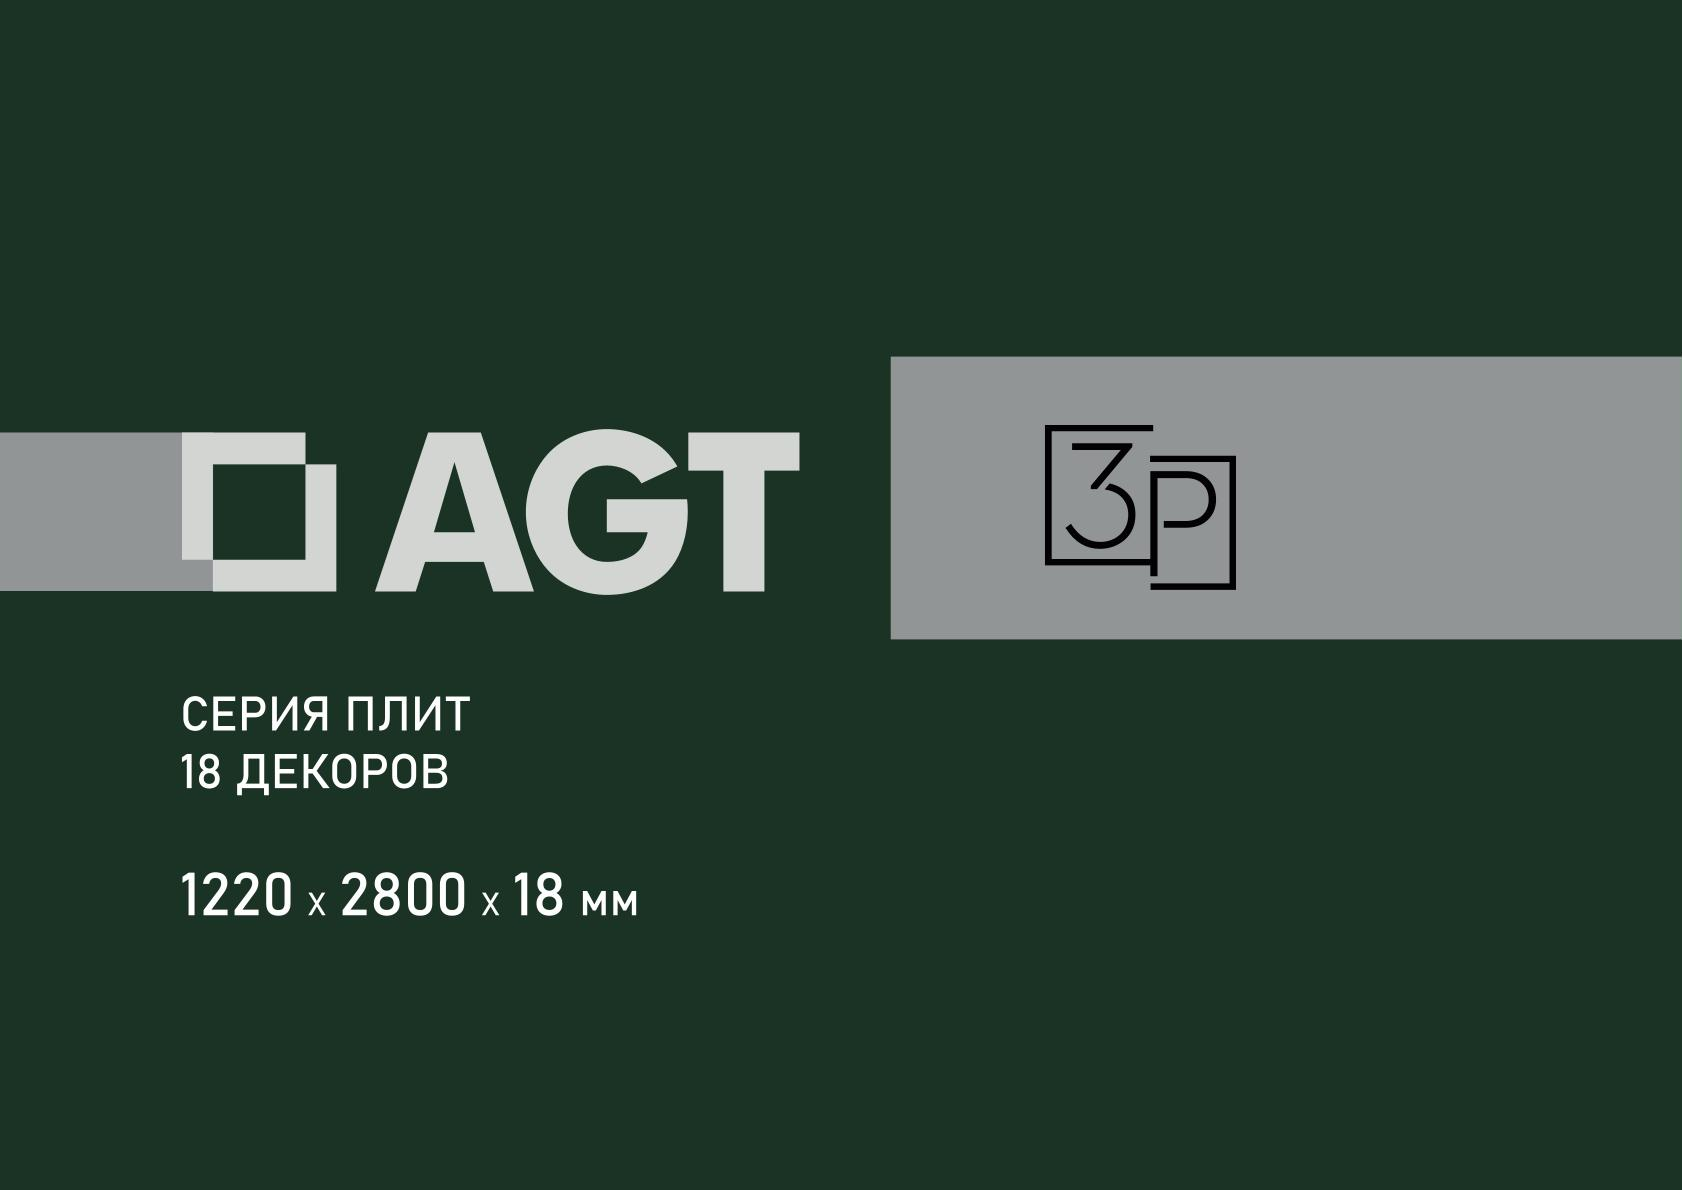 AGT
3P
СЕРИЯ ПЛИТ
18 ДЕКОРОВ
1220 x 2800 x 18 мм